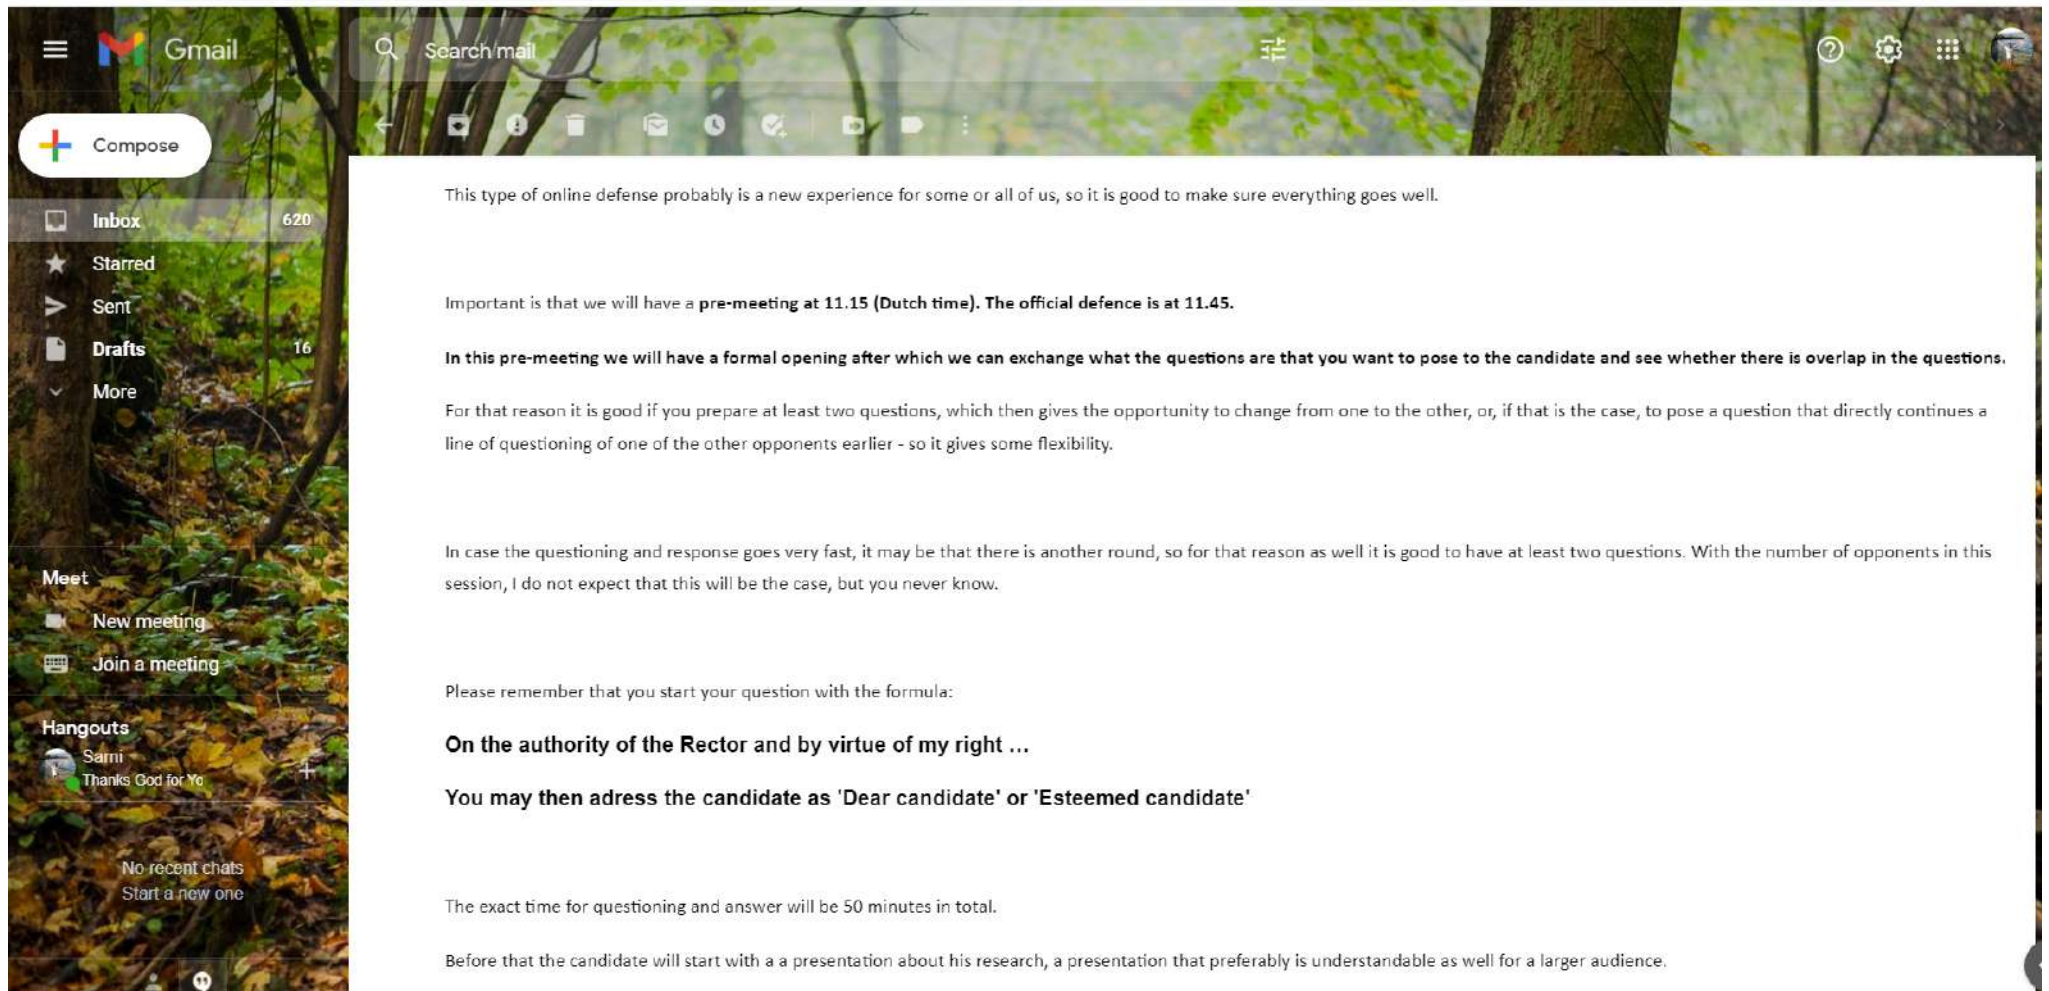 Gmail
Search mail
Compose
Inbox 620
Starred
Sent
Drafts 16
More
Meet
New meeting
Join a meeting
Hangouts
Sami
Thanks God for Yo
No recent chats
Start a new one
This type of online defense probably is a new experience for some or all of us, so it is good to make sure everything goes well.
Important is that we will have a pre-meeting at 11.15 (Dutch time). The official defence is at 11.45.
In this pre-meeting we will have a formal opening after which we can exchange what the questions are that you want to pose to the candidate and see whether there is overlap in the questions.
For that reason it is good if you prepare at least two questions, which then gives the opportunity to change from one to the other, or, if that is the case, to pose a question that directly continues a
line of questioning of one of the other opponents earlier - so it gives some flexibility.
In case the questioning and response goes very fast, it may be that there is another round, so for that reason as well it is good to have at least two questions. With the number of opponents in this
session, I do not expect that this will be the case, but you never know.
Please remember that you start your question with the formula:
On the authority of the Rector and by virtue of my right ...
You may then adress the candidate as 'Dear candidate' or 'Esteemed candidate'
The exact time for questioning and answer will be 50 minutes in total.
Before that the candidate will start with a a presentation about his research, a presentation that preferably is understandable as well for a larger audience.